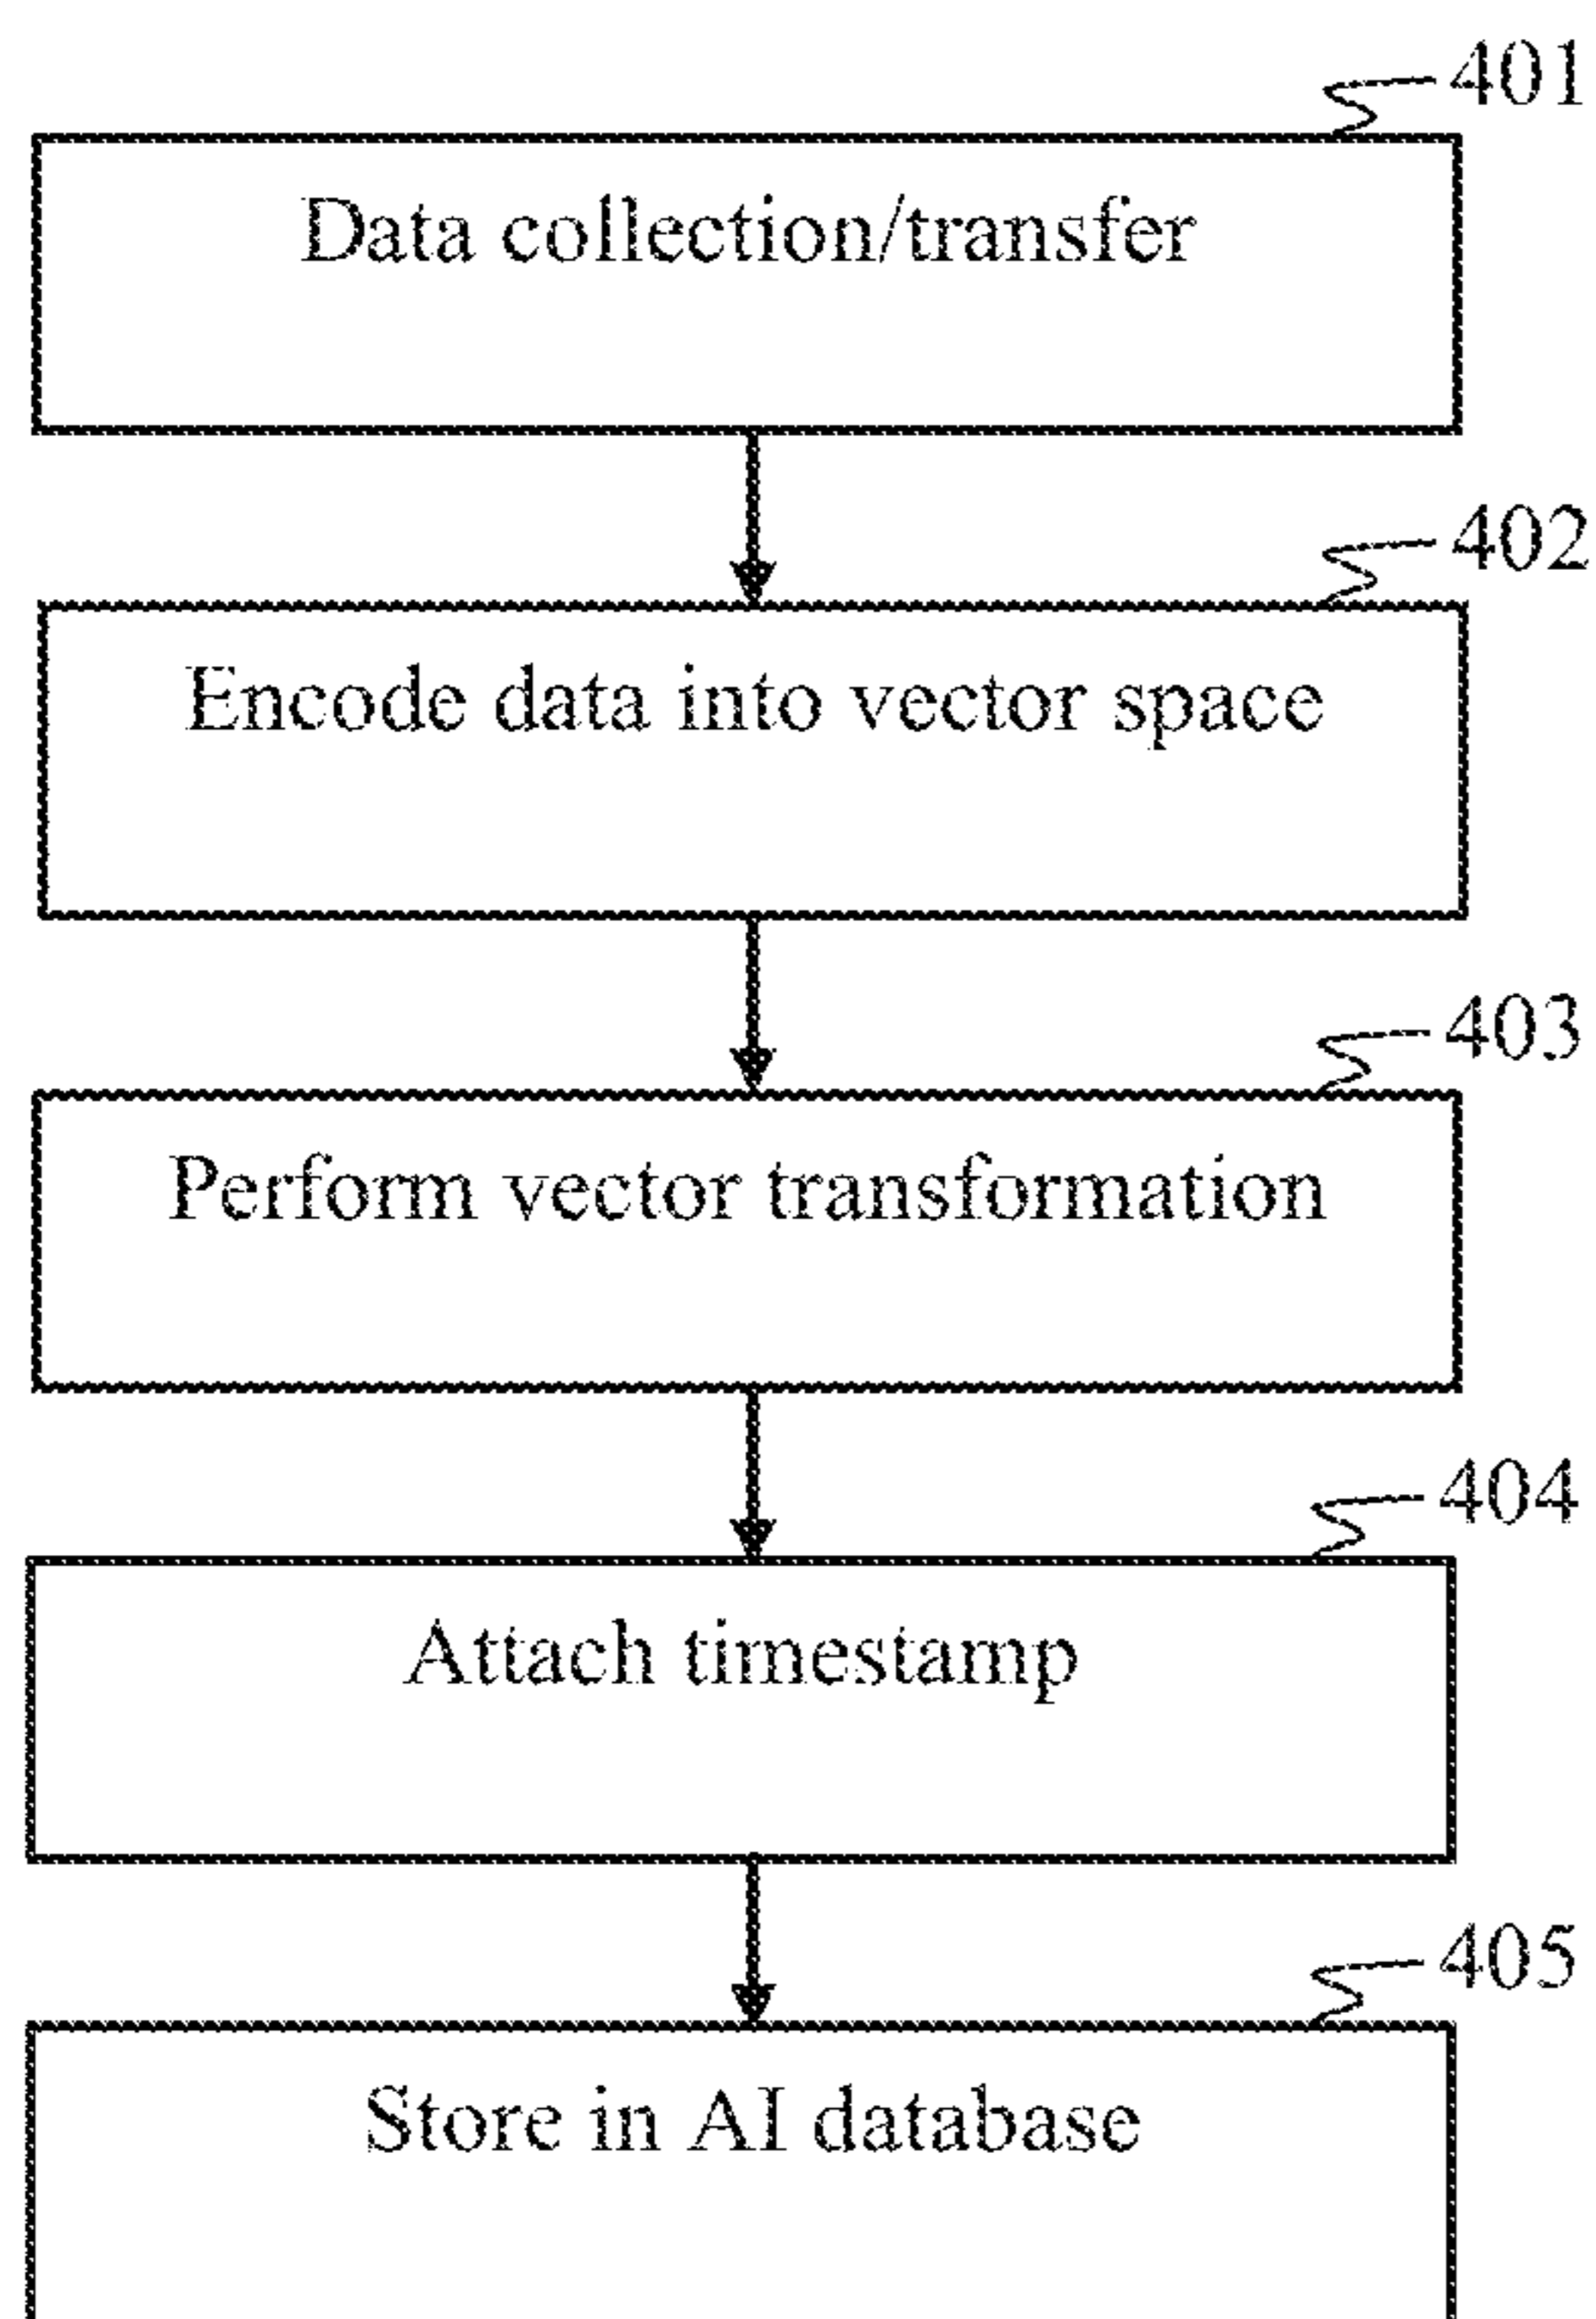 401
Data collection/transfer
402
Encode data into vector space
403
Perform vector transformation
404
Attach timestamp
405
Store in AI database